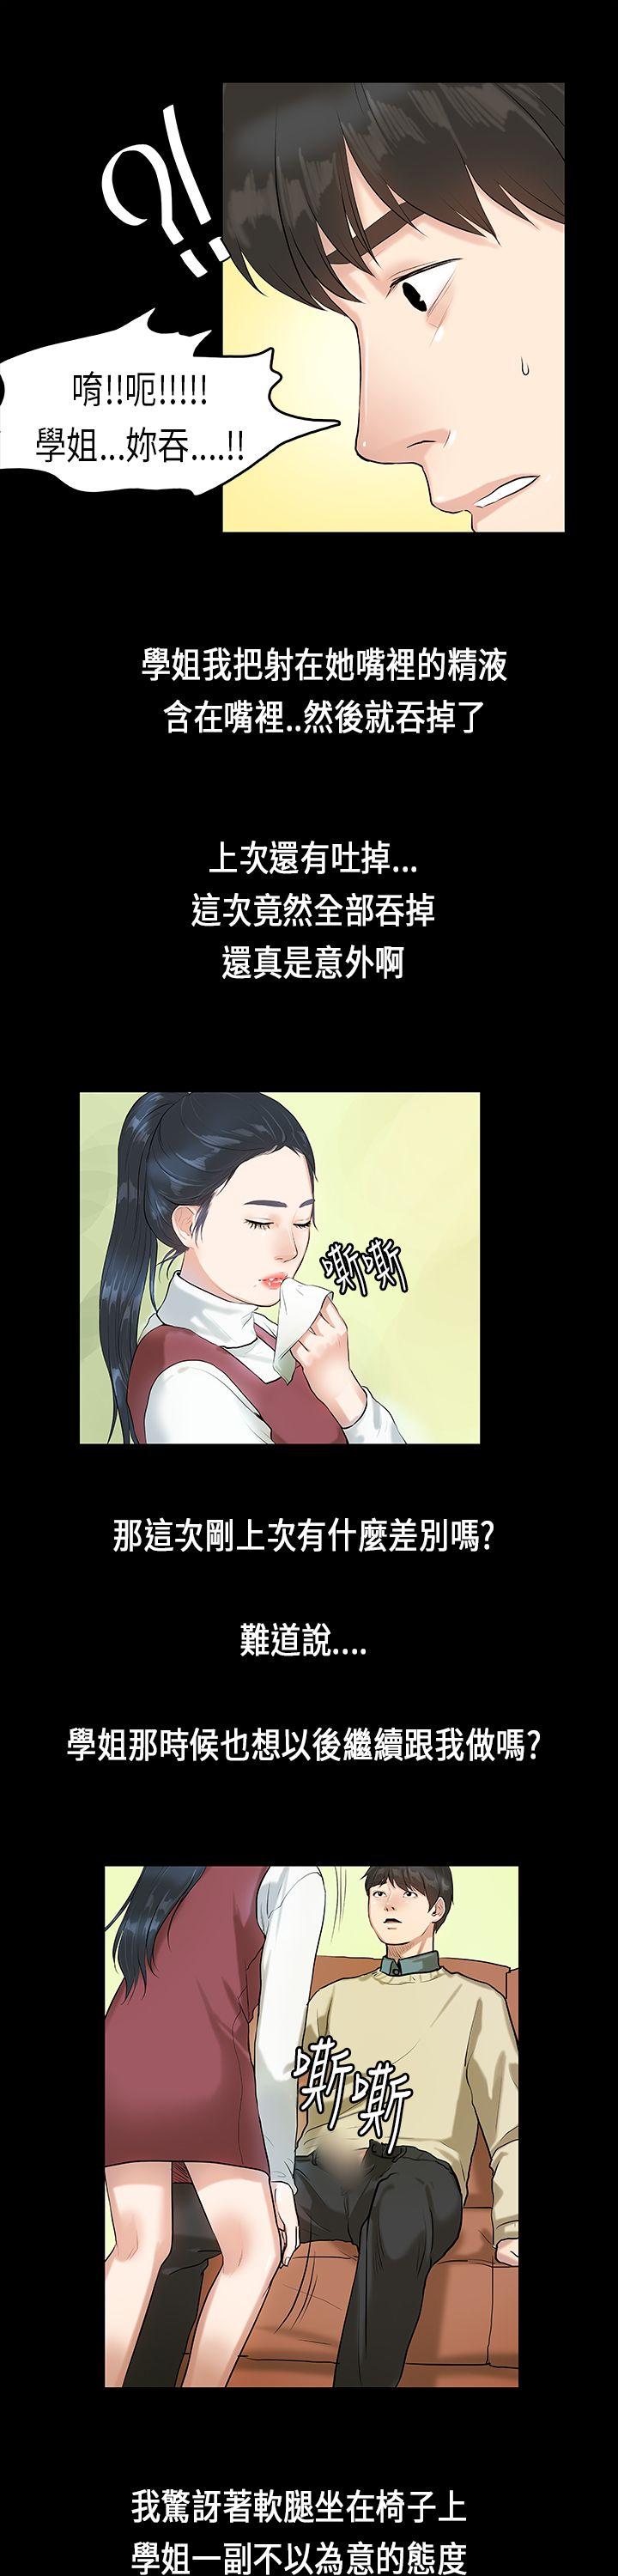 ?!
唷!!呃!!!!!
學姐...妳吞....!!
學姐我把射在她嘴裡的精液
含在嘴裡..然後就吞掉了
上次還有吐掉...
這次竟然全部吞掉
還真是意外啊
嘶嘶
那這次剛上次有什麼差別嗎?
難道說....
學姐那時候也想以後繼續跟我做嗎?
嘶嘶
我驚訝著軟腿坐在椅子上
學姐一副不以為意的態度